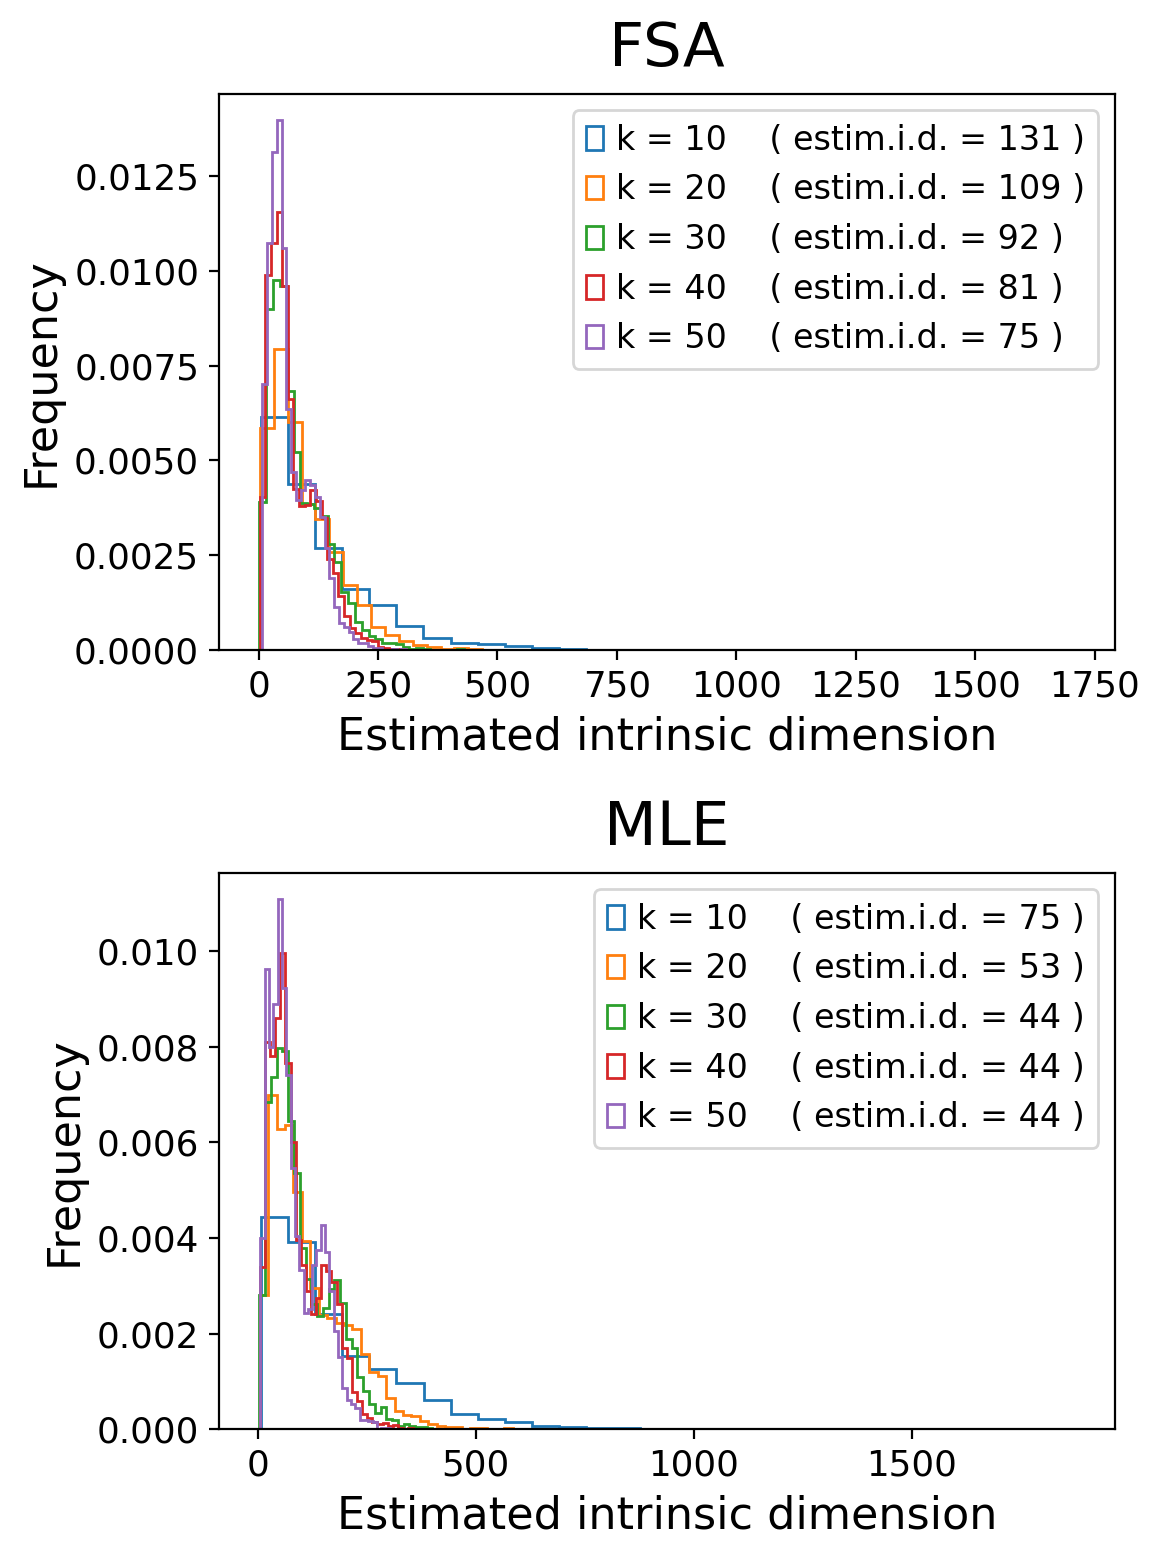 FSA
k = 10 ( estim.i.d. = 131 )
k = 20 ( estim.i.d. = 109 )
k = 30 ( estim.i.d. = 92 )
k = 40 ( estim.i.d. = 81 )
k = 50 ( estim.i.d. = 75 )
Frequency
0.0125
0.0100
0.0075
0.0050
0.0025
0.0000
0 250 500 750 1000 1250 1500 1750
Estimated intrinsic dimension
MLE
k = 10 ( estim.i.d. = 75 )
k = 20 ( estim.i.d. = 53 )
k = 30 ( estim.i.d. = 44 )
k = 40 ( estim.i.d. = 44 )
k = 50 ( estim.i.d. = 44 )
Frequency
0.010
0.008
0.006
0.004
0.002
0.000
0 500 1000 1500
Estimated intrinsic dimension